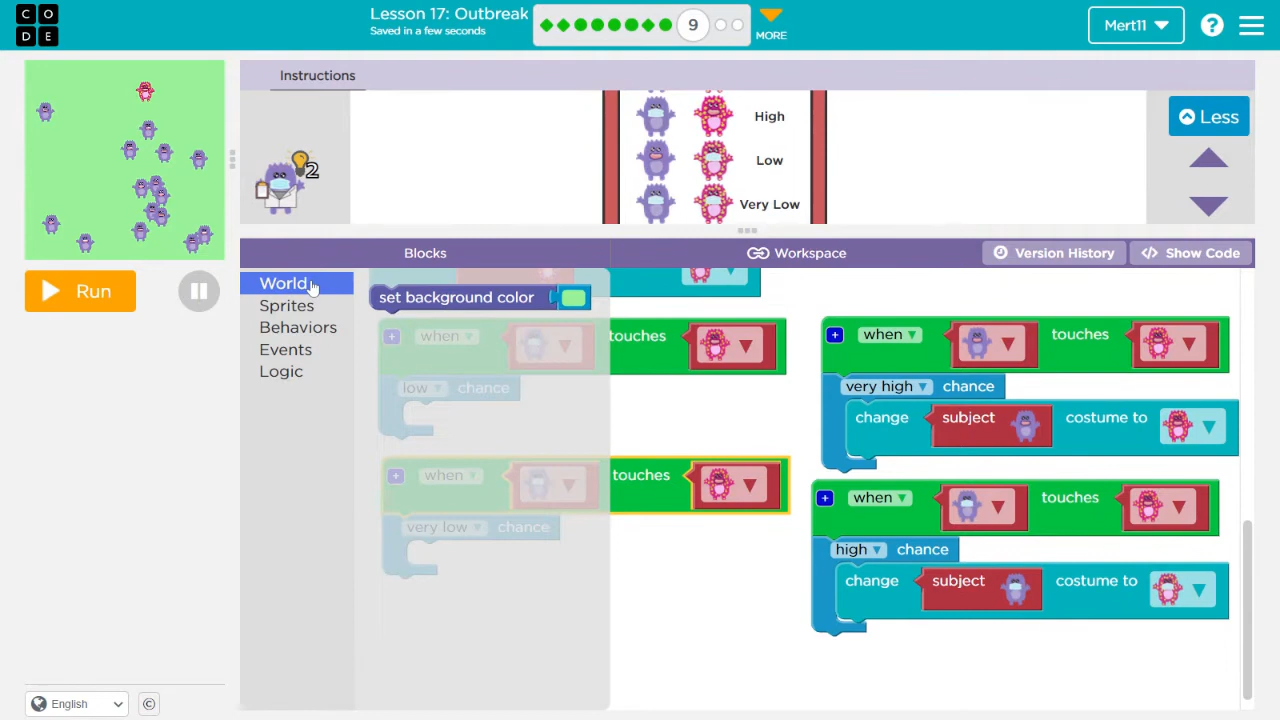 CO
DE
Lesson 17: Outbreak
Saved in a few seconds
9
MORE
Mert11
?
Instructions
2
High
Low
Very Low
Less
Blocks
Workspace
Version History
Show Code
Run
World
Sprites
Behaviors
Events
Logic
set background color
when touches
low chance
when touches
very low chance
when touches
very high chance
change subject costume to
when touches
high chance
change subject costume to
English
©